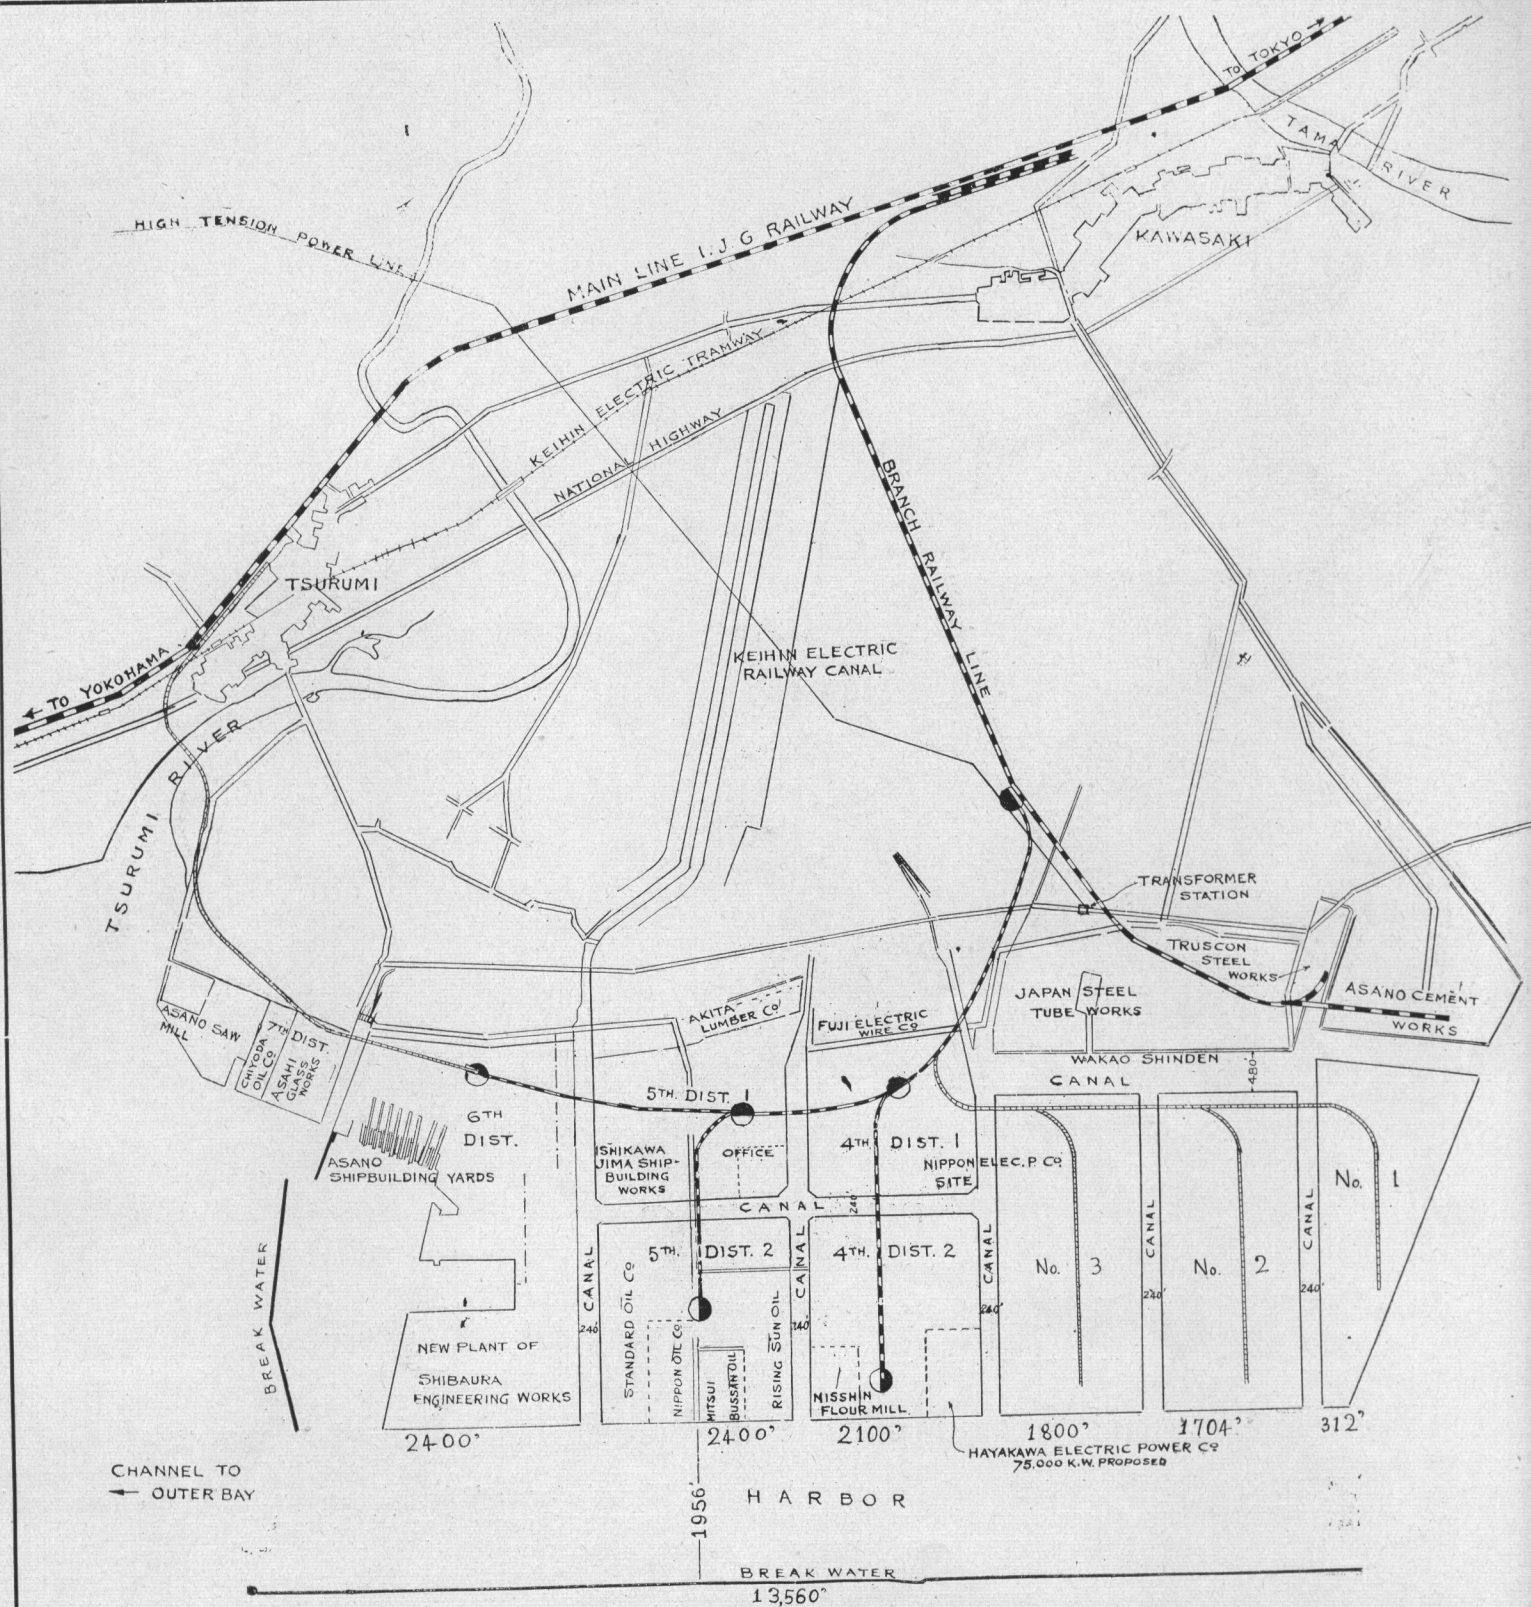 TO TOKYO
TAMA RIVER
HIGH TENSION POWER LINE
MAIN LINE I.J.G RAILWAY
KAWASAKI
KEIHIN ELECTRIC TRAMWAY
NATIONAL HIGHWAY
BRANCH RAILWAY LINE
TSURUMI
TO YOKOHAMA
KEIHIN ELECTRIC
RAILWAY CANAL
TSURUMI RIVER
TRANSFORMER
STATION
TRUSCON
STEEL
WORKS
ASANO CEMENT
WORKS
JAPAN STEEL
TUBE WORKS
AKITA
LUMBER Co
FUJI ELECTRIC
WIRE Co
ASANO SAW
MILL
7TH DIST.
CHIYODA
OIL Co
ASAHI
GLASS
WORKS
WAKAO SHINDEN
CANAL
480'
5TH. DIST. 1
6TH
DIST.
ISHIKAWA
JIMA SHIP-
BUILDING
WORKS
OFFICE
4TH. DIST. 1
NIPPON ELEC. P. Co
SITE
ASANO
SHIPBUILDING YARDS
No. 1
CANAL
240'
5TH. DIST. 2
4TH. DIST. 2
No. 3
No. 2
CANAL
240'
CANAL
240'
CANAL
240'
CANAL
240'
CANAL
240'
BREAK WATER
STANDARD OIL Co
NIPPON OIL Co
MITSUI
BUSSAN OIL
RISING SUN OIL
NISSHIN
FLOUR MILL
NEW PLANT OF
SHIBAURA
ENGINEERING WORKS
2400'
2400'
2100'
1800'
1704'
312'
HAYAKAWA ELECTRIC POWER Co
75,000 K.W. PROPOSED
CHANNEL TO
OUTER BAY
1956'
HARBOR
BREAK WATER
13,560'